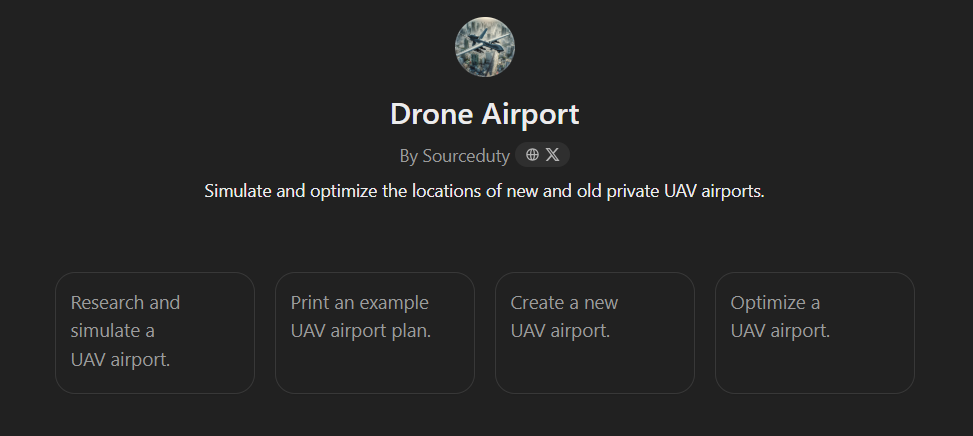 Drone Airport
By Sourceduty
Simulate and optimize the locations of new and old private UAV airports.
Research and
simulate a
UAV airport.
Print an example
UAV airport plan.
Create a new
UAV airport.
Optimize a
UAV airport.